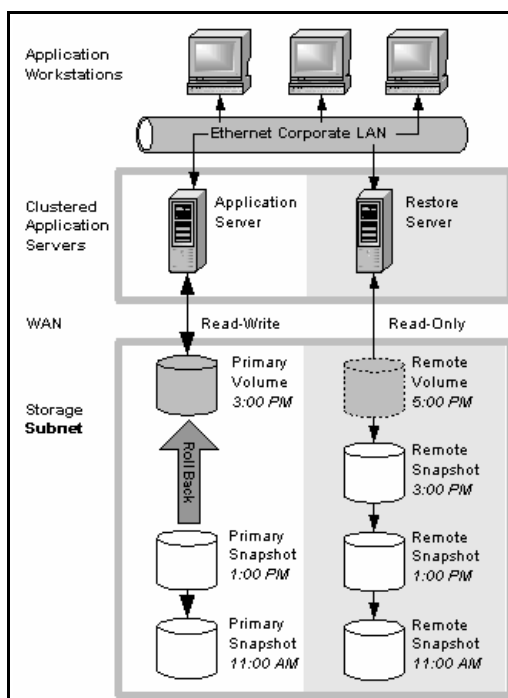 Application
Workstations
Ethernet Corporate LAN
Clustered
Application
Servers
Application
Server
Restore
Server
WAN
Read-Write
Read-Only
Storage
Subnet
Primary
Volume
3:00 PM
Remote
Volume
5:00 PM
Roll Back
Remote
Snapshot
3:00 PM
Primary
Snapshot
1:00 PM
Remote
Snapshot
1:00 PM
Primary
Snapshot
11:00 AM
Remote
Snapshot
11:00 AM